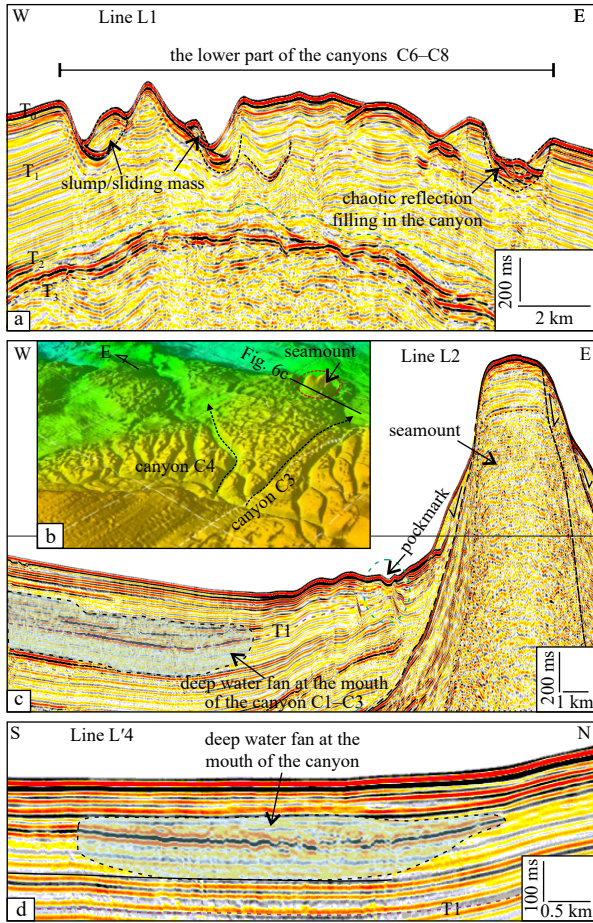 W
Line L1
E
the lower part of the canyons C6–C8
T₀
T₁
slump/sliding mass
chaotic reflection
filling in the canyon
T₂
T₃
200 ms
2 km
a
W
E
Fig. 6c
seamount
Line L2
E
seamount
canyon C4
canyon C3
pockmark
b
T1
deep water fan at the mouth
of the canyon C1–C3
200 ms
1 km
c
S
Line L′4
deep water fan at the
mouth of the canyon
N
100 ms
0.5 km
T1
d